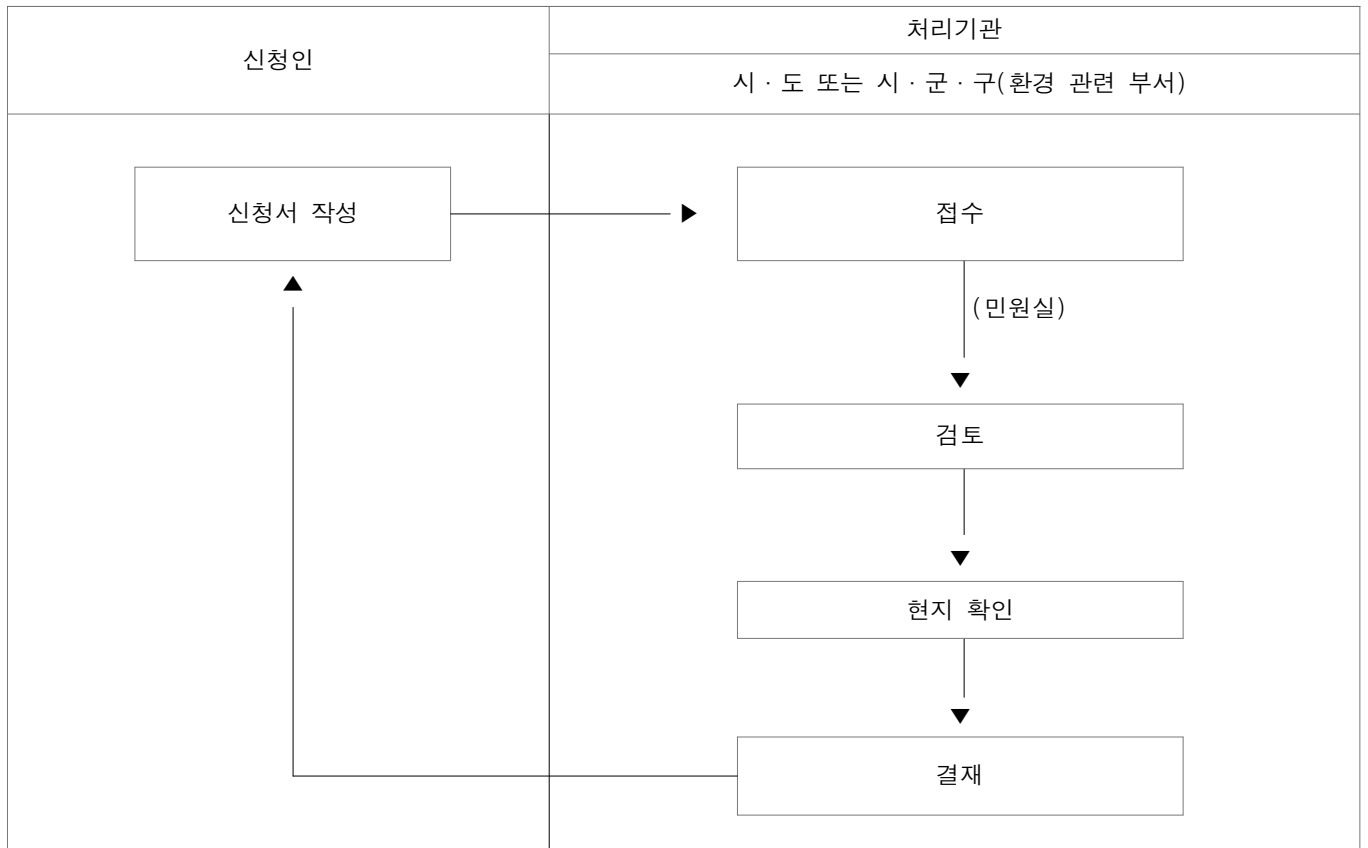 신청인
처리기관
시·도 또는 시·군·구(환경 관련 부서)
신청서 작성
접수
(민원실)
검토
현지 확인
결재